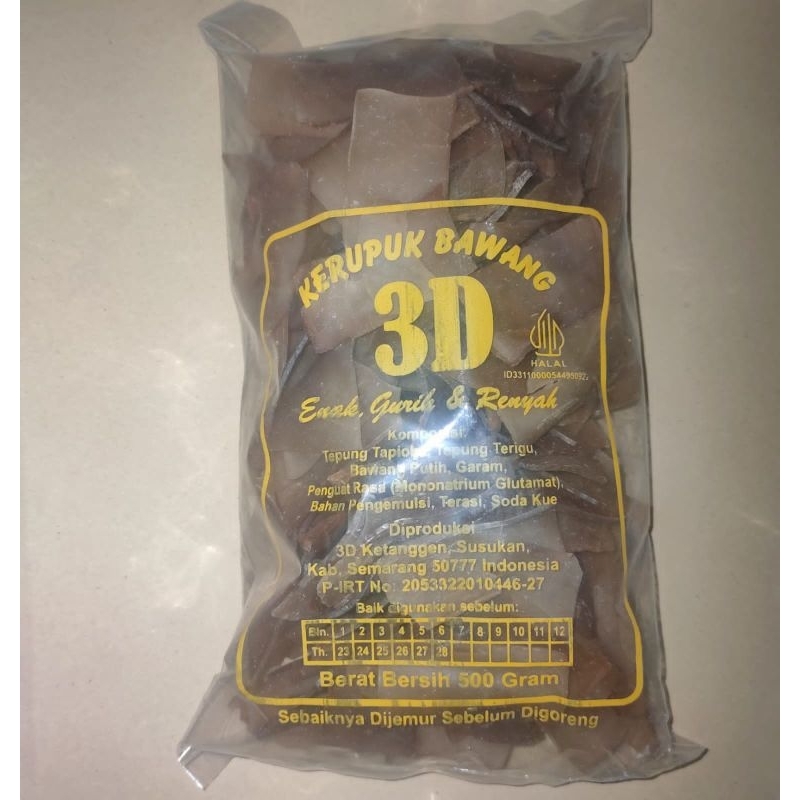 KERUPUK BAWANG
3D
HALAL
Enak, Gurih & Renyah
Komposisi:
Tepung Tapioka, Tepung Terigu,
Bawang Putih, Garam,
Penguat Rasa (Mononatrium Glutamat),
Bahan Pengemulsi, Terasi, Soda Kue
Diproduksi
3D Ketanggen, Susukan,
Kab. Semarang 50777 Indonesia
P-IRT No: 2053322010446-27
Baik digunakan sebelum:
Bln. 1 2 3 4 5 6 7 8 9 10 11 12
Th. 23 24 25 26 27 28
Berat Bersih 500 Gram
Sebaiknya Dijemur Sebelum Digoreng